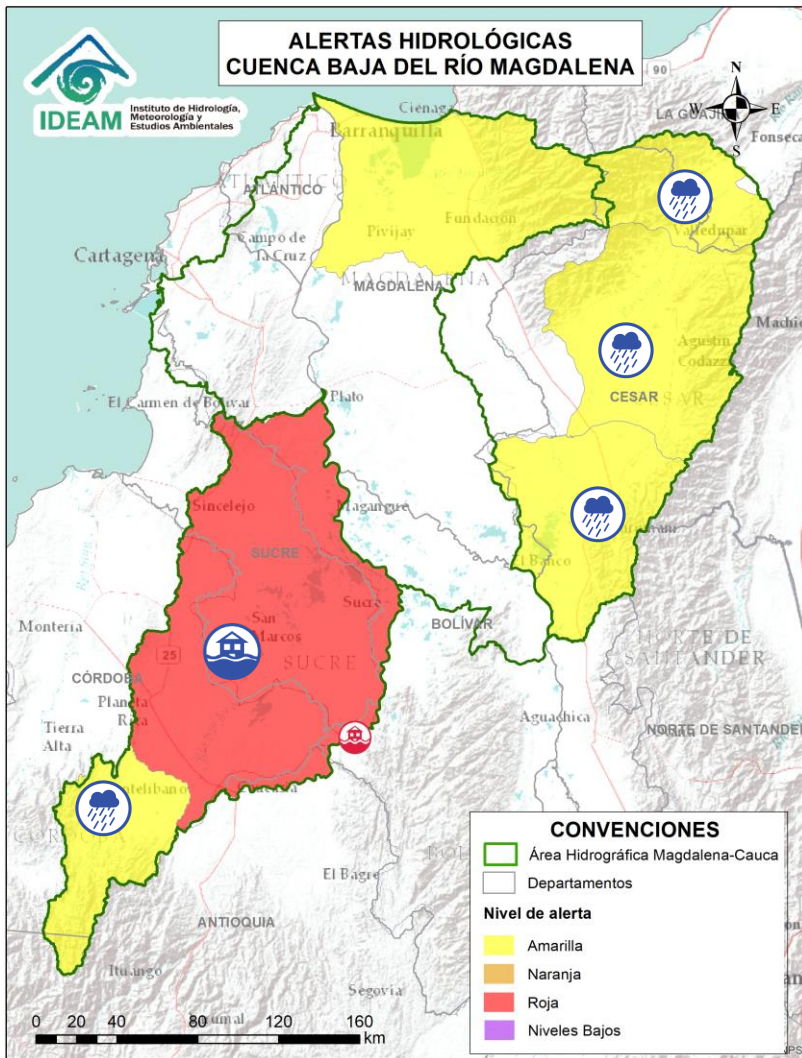 ALERTAS HIDROLÓGICAS
CUENCA BAJA DEL RÍO MAGDALENA
IDEAM
Instituto de Hidrología,
Meteorología y
Estudios Ambientales
90
N
W
E
S
Ciénaga
LA GUAJIRA
Barranquilla
Fonseca
ATLÁNTICO
ATLÁNTICO
Valledupar
Pivijay
Fundación
Campo de
la Cruz
Cartagena
MAGDALENA
MAGDALENA
Agustín
Codazzi
CESAR
Plato
El Carmen de Bolívar
Sincelejo
Magangué
El Banco
SUCRE
Sucre
San
Marcos
BOLÍVAR
Montería
25
SUCRE
CÓRDOBA
Planeta
Rica
Tierra
Alta
Aguachica
NORTE DE SANTANDER
El Bagre
ANTIOQUIA
Ituango
Segovia
0 20 40 80 120 160
km
CONVENCIONES
Área Hidrográfica Magdalena-Cauca
Departamentos
Nivel de alerta
Amarilla
Naranja
Roja
Niveles Bajos